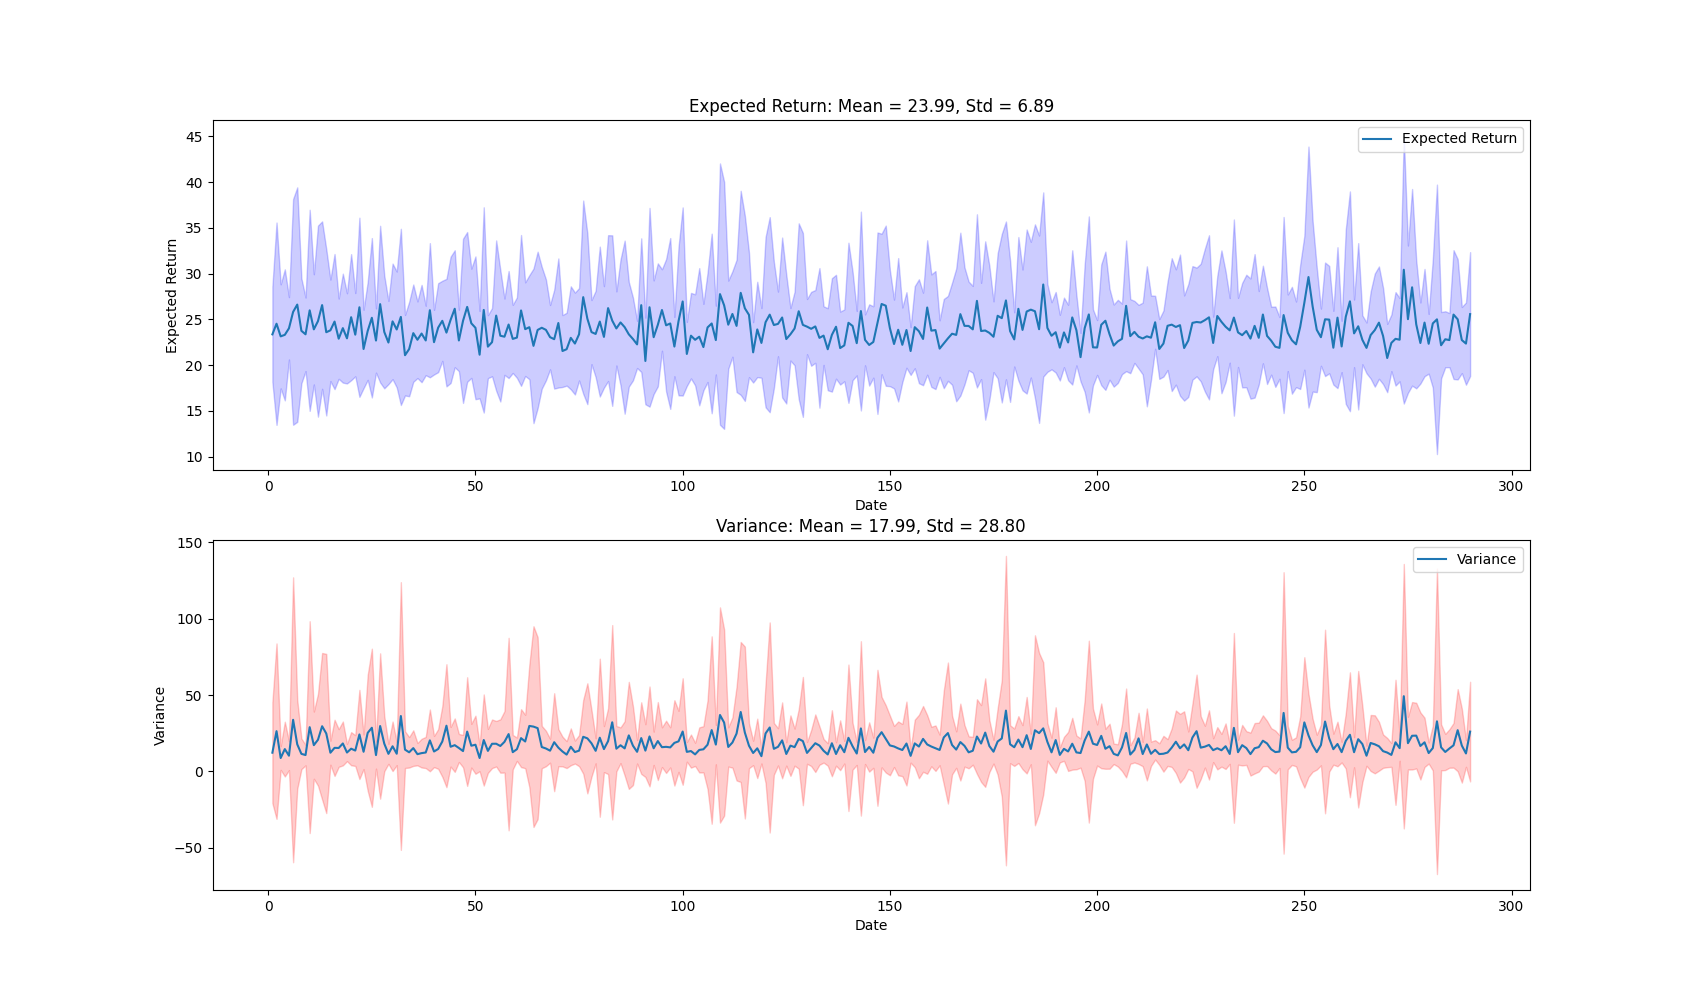 Expected Return: Mean = 23.99, Std = 6.89
Expected Return
45
40
35
30
25
20
15
10
Expected Return
0 50 100 150 200 250 300
Date
Variance: Mean = 17.99, Std = 28.80
Variance
150
100
50
0
−50
Variance
0 50 100 150 200 250 300
Date